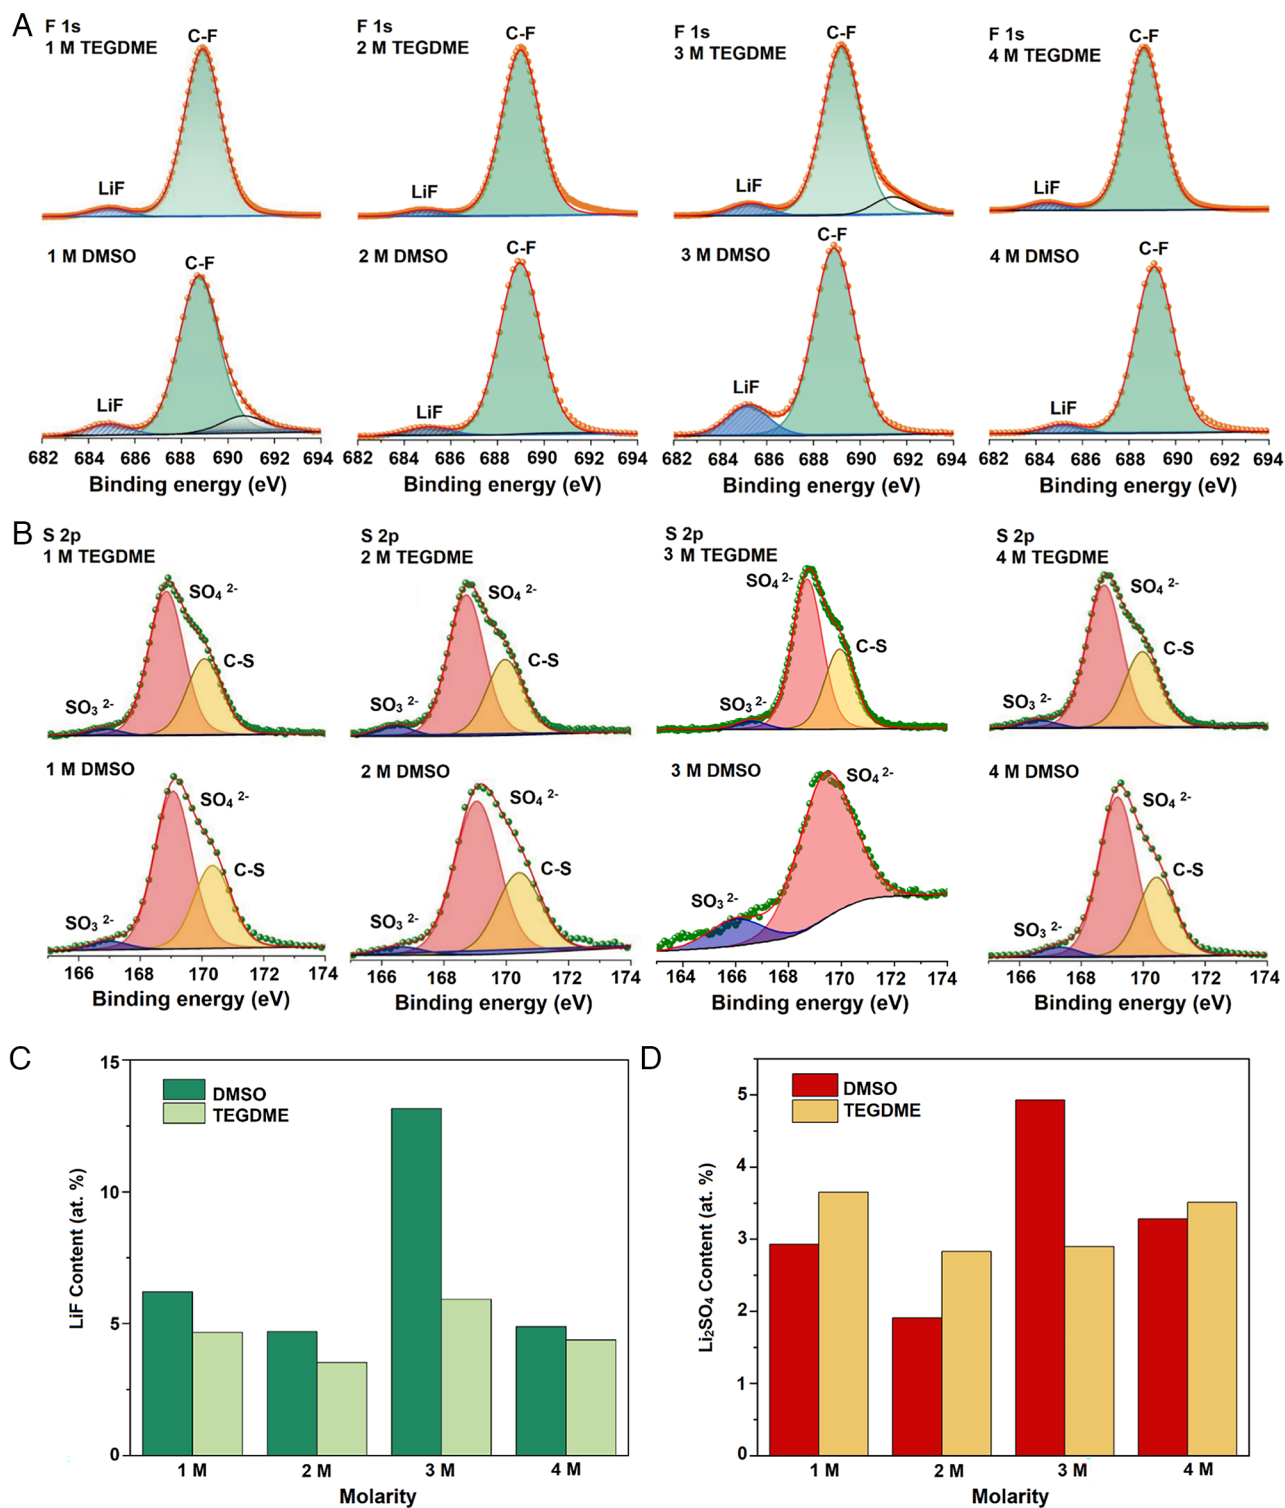 A
F 1s
1 M TEGDME
C-F
LiF
F 1s
2 M TEGDME
C-F
LiF
F 1s
3 M TEGDME
C-F
LiF
F 1s
4 M TEGDME
C-F
LiF
1 M DMSO
C-F
LiF
2 M DMSO
C-F
LiF
3 M DMSO
C-F
LiF
4 M DMSO
C-F
LiF
682 684 686 688 690 692 694
682 684 686 688 690 692 694
682 684 686 688 690 692 694
682 684 686 688 690 692 694
Binding energy (eV)
Binding energy (eV)
Binding energy (eV)
Binding energy (eV)
B
S 2p
1 M TEGDME
SO₄ ²⁻
C-S
SO₃ ²⁻
S 2p
2 M TEGDME
SO₄ ²⁻
C-S
SO₃ ²⁻
S 2p
3 M TEGDME
SO₄ ²⁻
C-S
SO₃ ²⁻
S 2p
4 M TEGDME
SO₄ ²⁻
C-S
SO₃ ²⁻
1 M DMSO
SO₄ ²⁻
C-S
SO₃ ²⁻
2 M DMSO
SO₄ ²⁻
C-S
SO₃ ²⁻
3 M DMSO
SO₄ ²⁻
SO₃ ²⁻
4 M DMSO
SO₄ ²⁻
C-S
SO₃ ²⁻
166 168 170 172 174
166 168 170 172 174
164 166 168 170 172 174
166 168 170 172 174
Binding energy (eV)
Binding energy (eV)
Binding energy (eV)
Binding energy (eV)
C
15
10
5
0
LiF Content (at. %)
DMSO
TEGDME
1 M 2 M 3 M 4 M
Molarity
D
5
4
3
2
1
0
Li₂SO₄ Content (at. %)
DMSO
TEGDME
1 M 2 M 3 M 4 M
Molarity